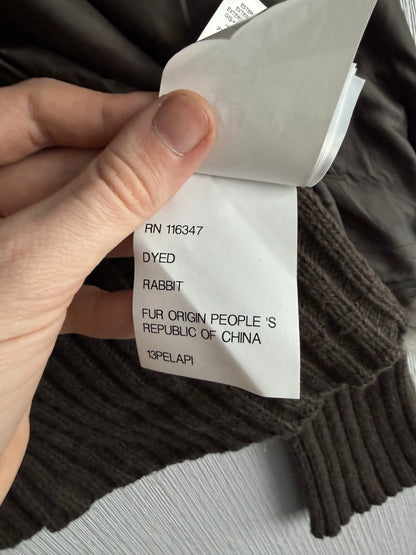 RN 116347
DYED
RABBIT
FUR ORIGIN PEOPLE 'S
REPUBLIC OF CHINA
13PELAPI